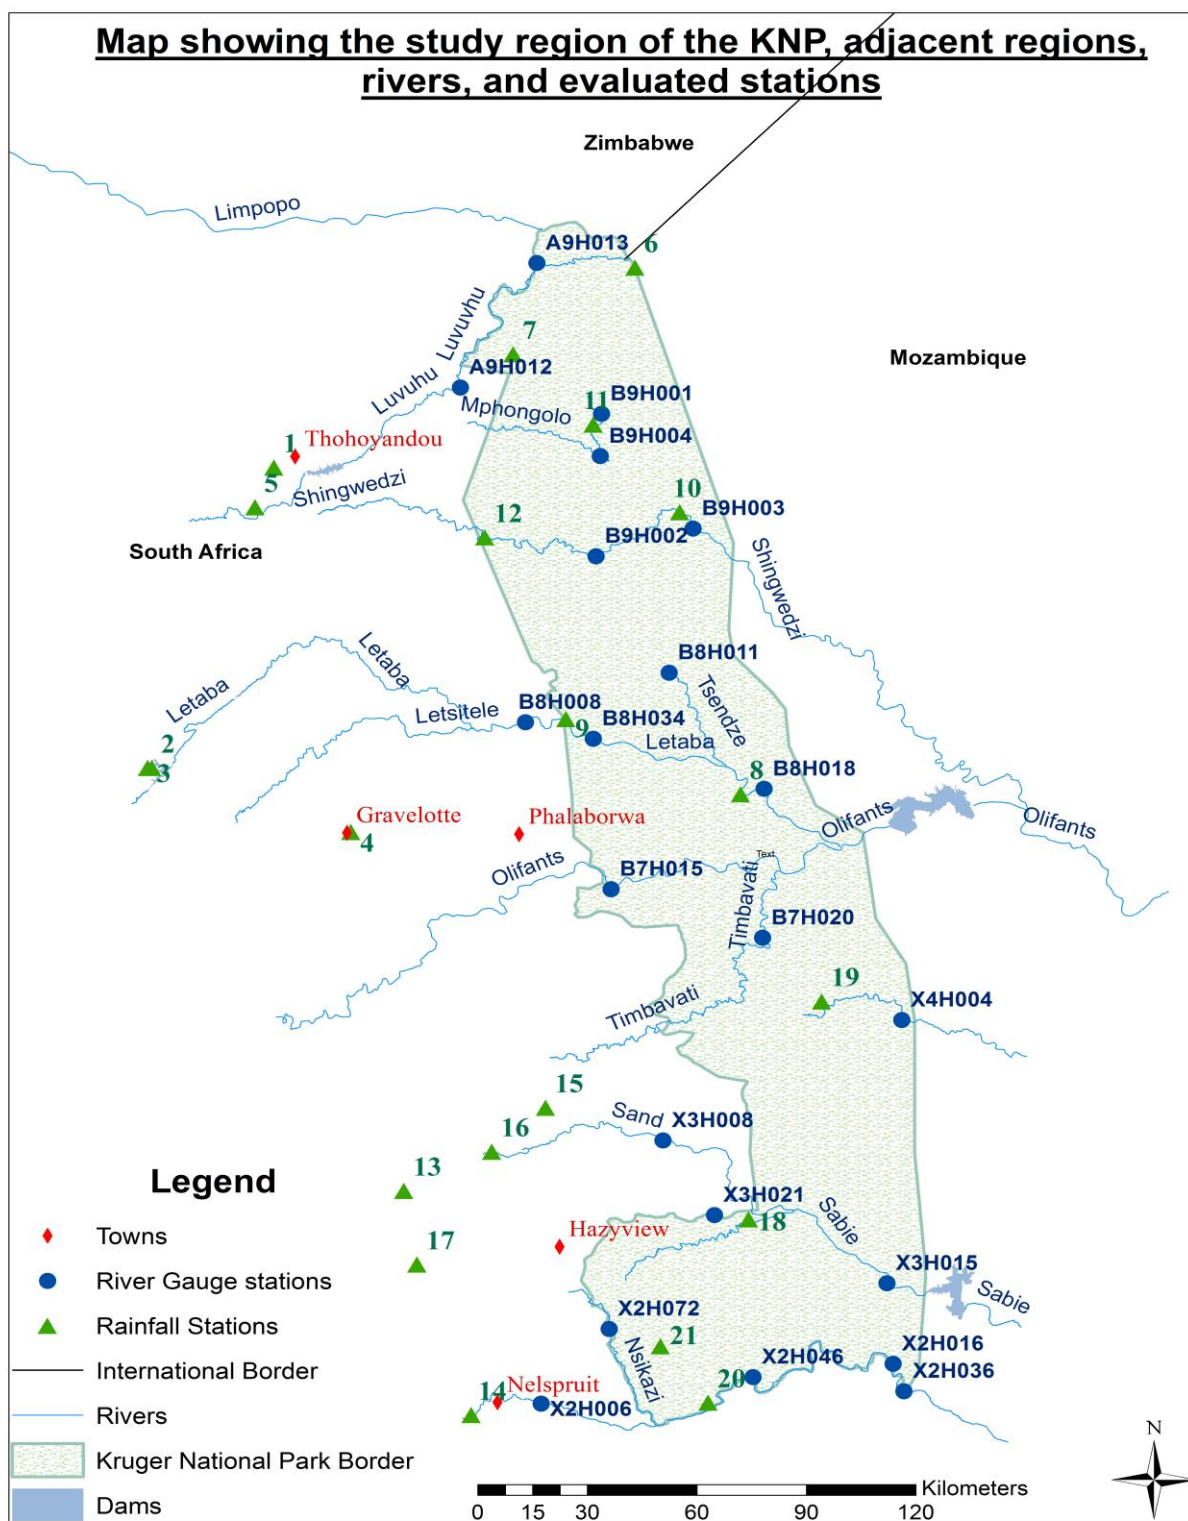 Map showing the study region of the KNP, adjacent regions,
rivers, and evaluated stations
Zimbabwe
Limpopo
A9H013
6
Luvuvhu
7
Mozambique
A9H012
Luvuhu
Mphongolo
11
B9H001
B9H004
1
Thohoyandou
5
Shingwedzi
10
B9H003
12
B9H002
South Africa
Shingwedzi
Letaba
Letaba
B8H011
Tsendze
Letsitele
B8H008
9
B8H034
Letaba
2
3
8
B8H018
Olifants
Olifants
Gravelotte
4
Phalaborwa
Text
Olifants
B7H015
Timbavati
B7H020
19
X4H004
Timbavati
15
Sand
X3H008
16
13
Legend
X3H021
18
Sabie
Towns
Hazyview
17
River Gauge stations
X3H015
Sabie
Rainfall Stations
X2H072
21
X2H016
International Border
Nsikazi
X2H046
X2H036
14
Nelspruit
20
X2H006
Rivers
Kruger National Park Border
N
Kilometers
Dams
0 15 30 60 90 120